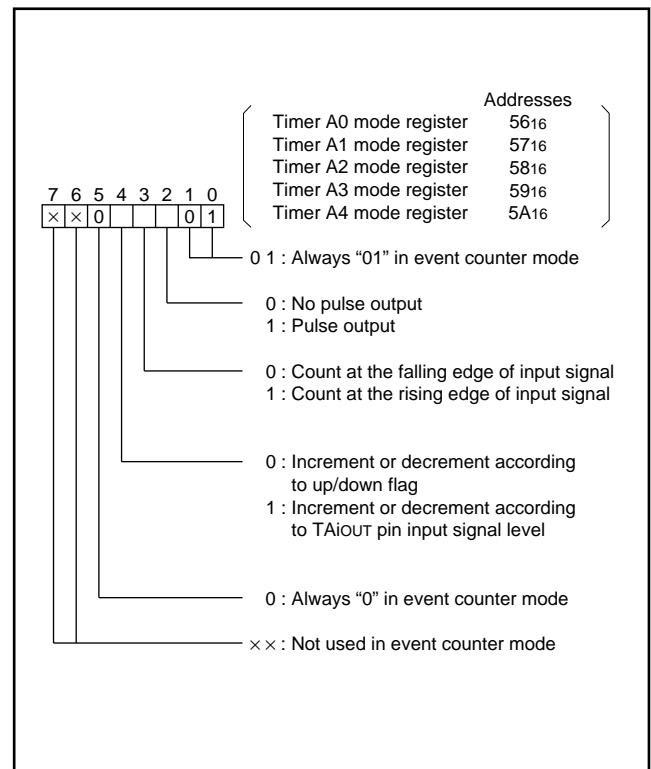 Addresses
Timer A0 mode register 5616
Timer A1 mode register 5716
Timer A2 mode register 5816
Timer A3 mode register 5916
Timer A4 mode register 5A16
7 6 5 4 3 2 1 0
× × 0 0 1
0 1 : Always “01” in event counter mode
0 : No pulse output
1 : Pulse output
0 : Count at the falling edge of input signal
1 : Count at the rising edge of input signal
0 : Increment or decrement according
to up/down flag
1 : Increment or decrement according
to TAiOUT pin input signal level
0 : Always “0” in event counter mode
×× : Not used in event counter mode